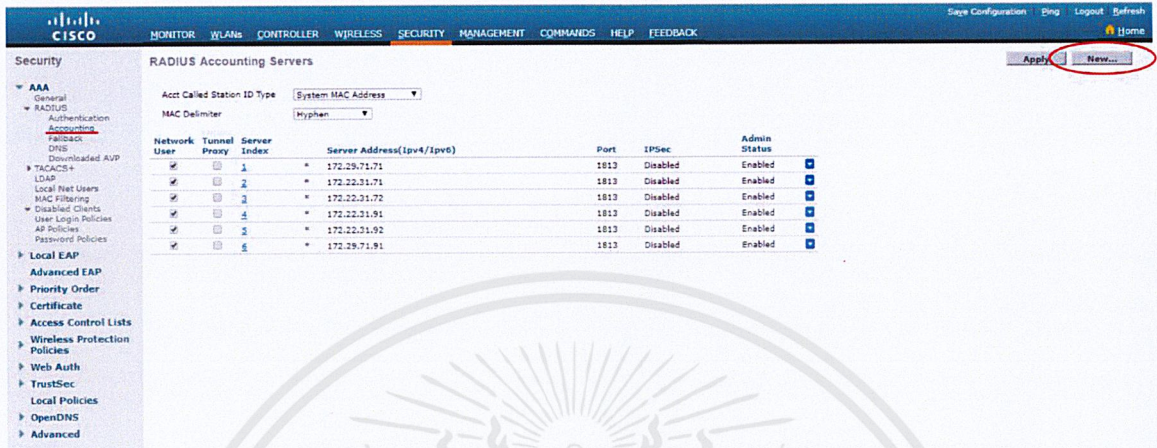 Save Configuration Ping Logout Refresh
CISCO
MONITOR WLANs CONTROLLER WIRELESS SECURITY MANAGEMENT COMMANDS HELP FEEDBACK
Home
Security
AAA
General
RADIUS
Authentication
Accounting
Fallback
DNS
Downloaded AVP
TACACS+
LDAP
Local Net Users
MAC Filtering
Disabled Clients
User Login Policies
AP Policies
Password Policies
Local EAP
Advanced EAP
Priority Order
Certificate
Access Control Lists
Wireless Protection
Policies
Web Auth
TrustSec
Local Policies
OpenDNS
Advanced
RADIUS Accounting Servers
Apply New...
Acct Called Station ID Type System MAC Address
MAC Delimiter Hyphen
Network User Tunnel Proxy Server Index Server Address(Ipv4/Ipv6) Port IPSec Admin Status
1 * 172.29.71.71 1813 Disabled Enabled
2 * 172.22.31.71 1813 Disabled Enabled
3 * 172.22.31.72 1813 Disabled Enabled
4 * 172.22.31.91 1813 Disabled Enabled
5 * 172.22.31.92 1813 Disabled Enabled
6 * 172.29.71.91 1813 Disabled Enabled